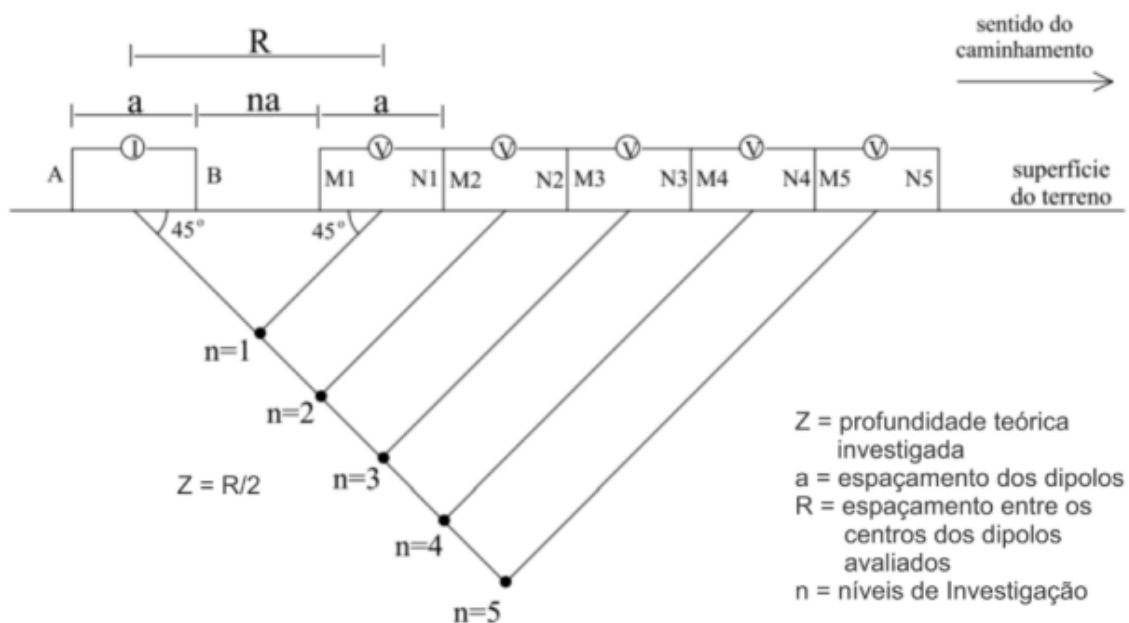 R
sentido do
caminhamento
a na a
I V V V V V
A B M1 N1 M2 N2 M3 N3 M4 N4 M5 N5
superfície
do terreno
45° 45°
n=1
n=2
n=3
n=4
n=5
Z = R/2
Z = profundidade teórica
investigada
a = espaçamento dos dipolos
R = espaçamento entre os
centros dos dipolos
avaliados
n = níveis de Investigação